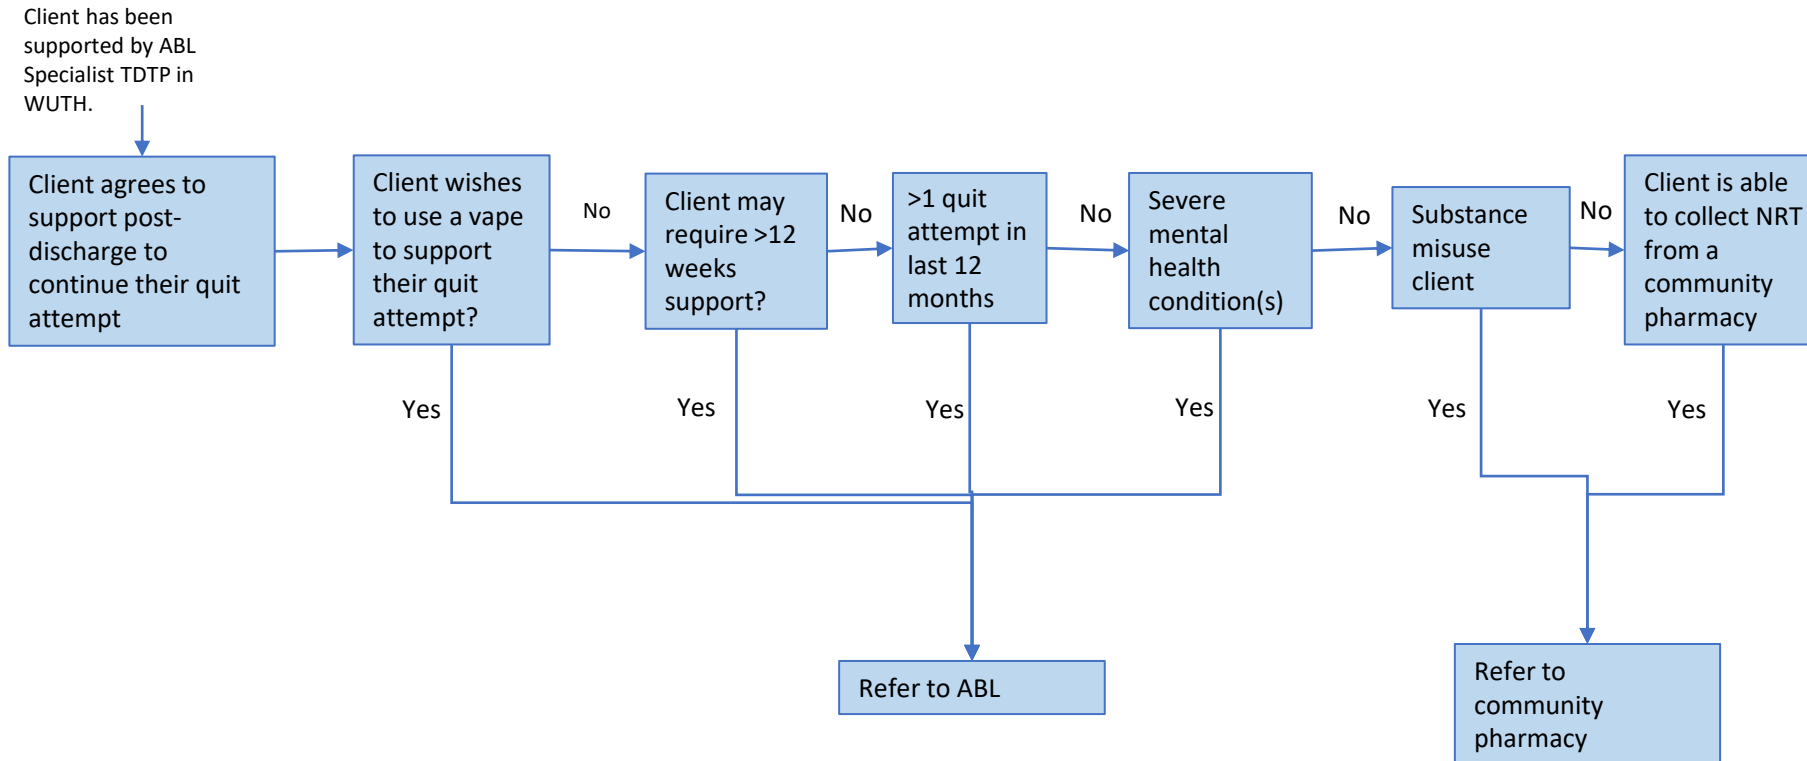 Client has been
supported by ABL
Specialist TDTP in
WUTH.
Client agrees to
support post-
discharge to
continue their quit
attempt
Client wishes
to use a vape
to support
their quit
attempt?
No
Client may
require >12
weeks
support?
No
>1 quit
attempt in
last 12
months
No
Severe
mental
health
condition(s)
No
Substance
misuse
client
No
Client is able
to collect NRT
from a
community
pharmacy
Yes
Yes
Yes
Yes
Yes
Yes
Refer to ABL
Refer to
community
pharmacy